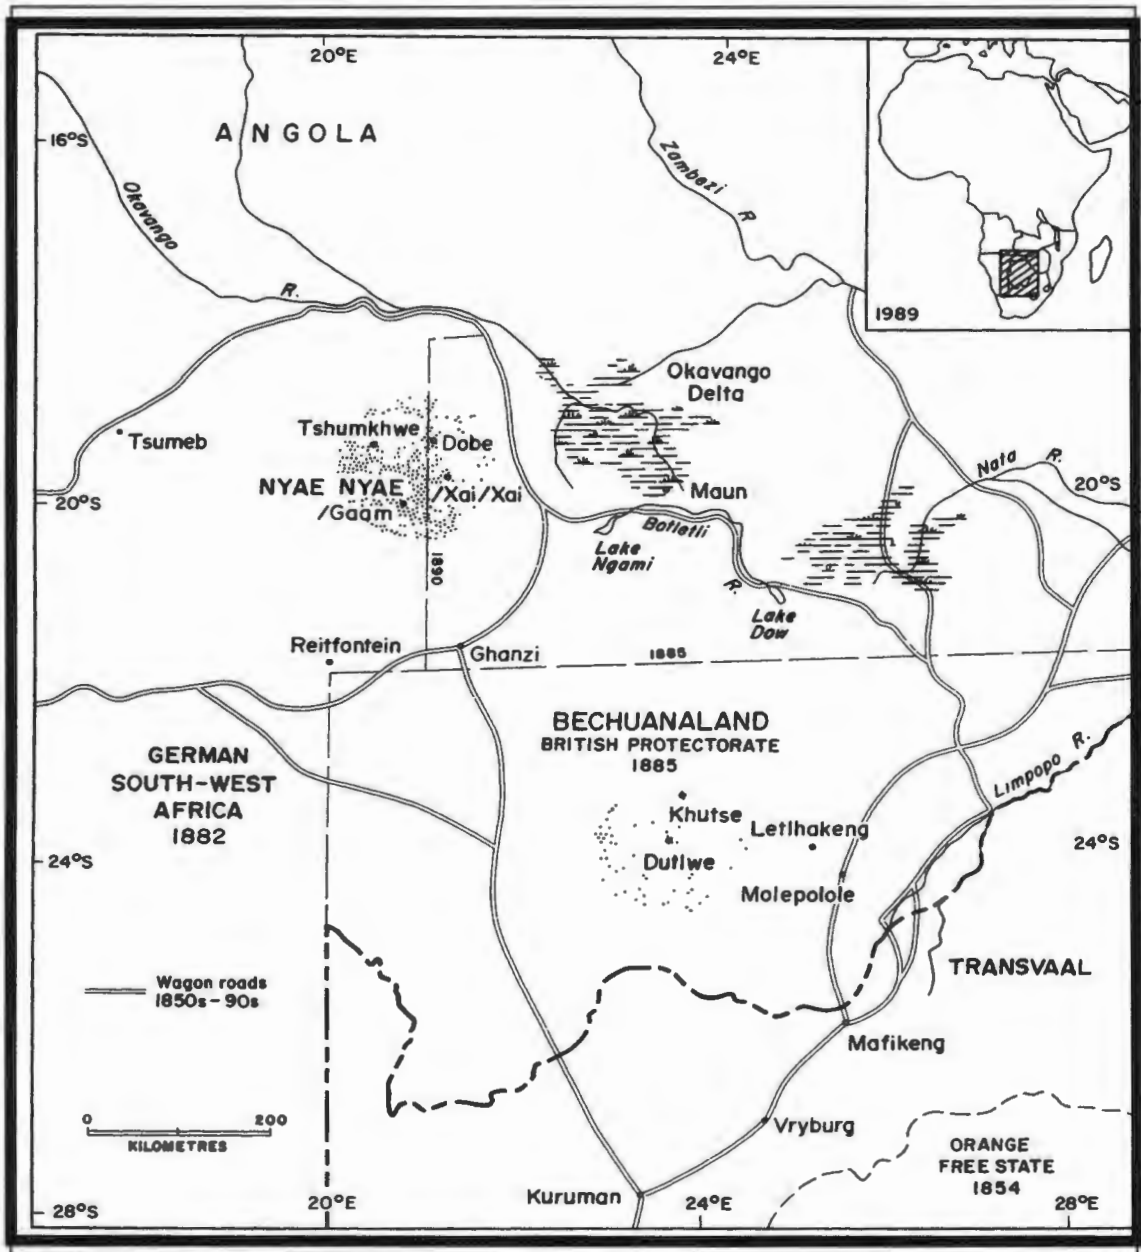 20°E
24°E
16°S
ANGOLA
Okavango
R.
Zambezi
R
1989
Okavango
Delta
Tsumeb
Tshumkhwe
Dobe
NYAE NYAE
/Xai/Xai
/Gaam
20°S
Maun
Nata
R.
20°S
Botletli
R.
Lake
Ngami
1890
Lake
Dow
Reitfontein
Ghanzi
1885
BECHUANALAND
BRITISH PROTECTORATE
1885
GERMAN
SOUTH-WEST
AFRICA
1882
Limpopo R.
Khutse
Letlhakeng
Dutlwe
24°S
24°S
Molepolole
TRANSVAAL
Wagon roads
1850s-90s
Mafikeng
0 200
KILOMETRES
Vryburg
ORANGE
FREE STATE
1854
Kuruman
28°S
20°E
24°E
28°E